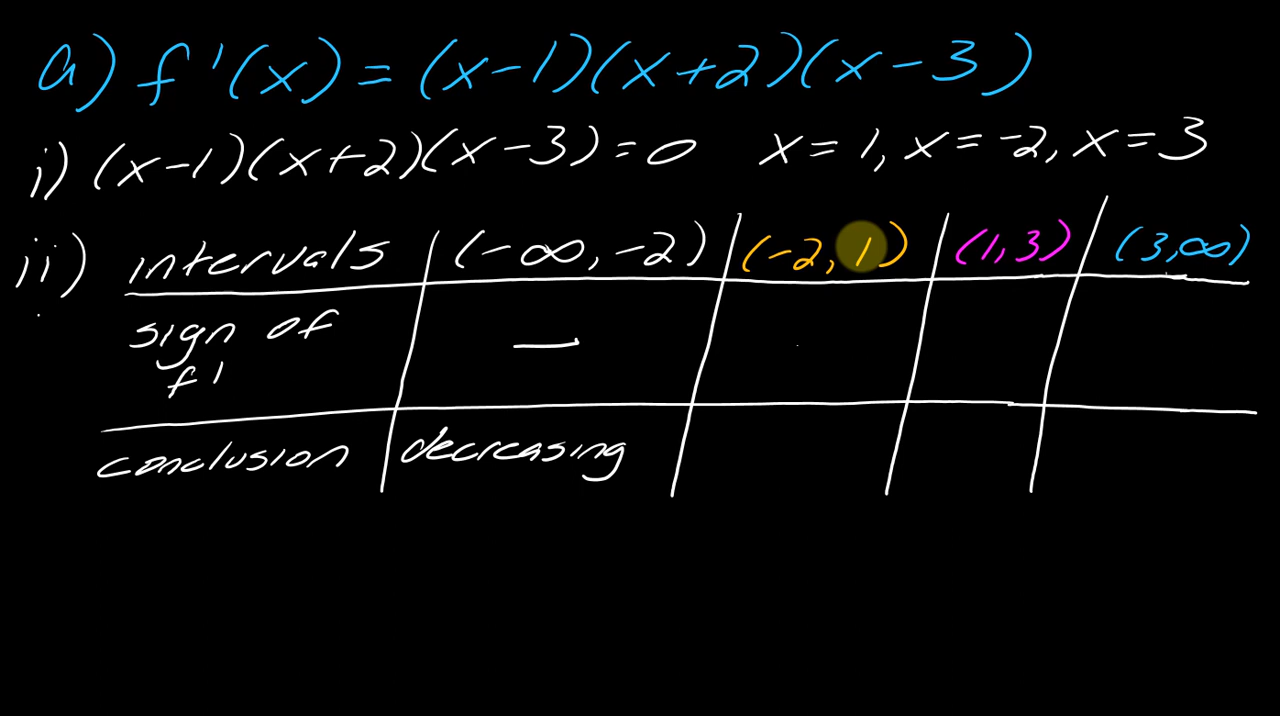 a) f'(x) = (x-1)(x+2)(x-3)
i) (x-1)(x+2)(x-3)=0 x=1, x=-2, x=3
ii) intervals (-∞,-2) (-2,1) (1,3) (3,∞)
sign of f' —
conclusion decreasing